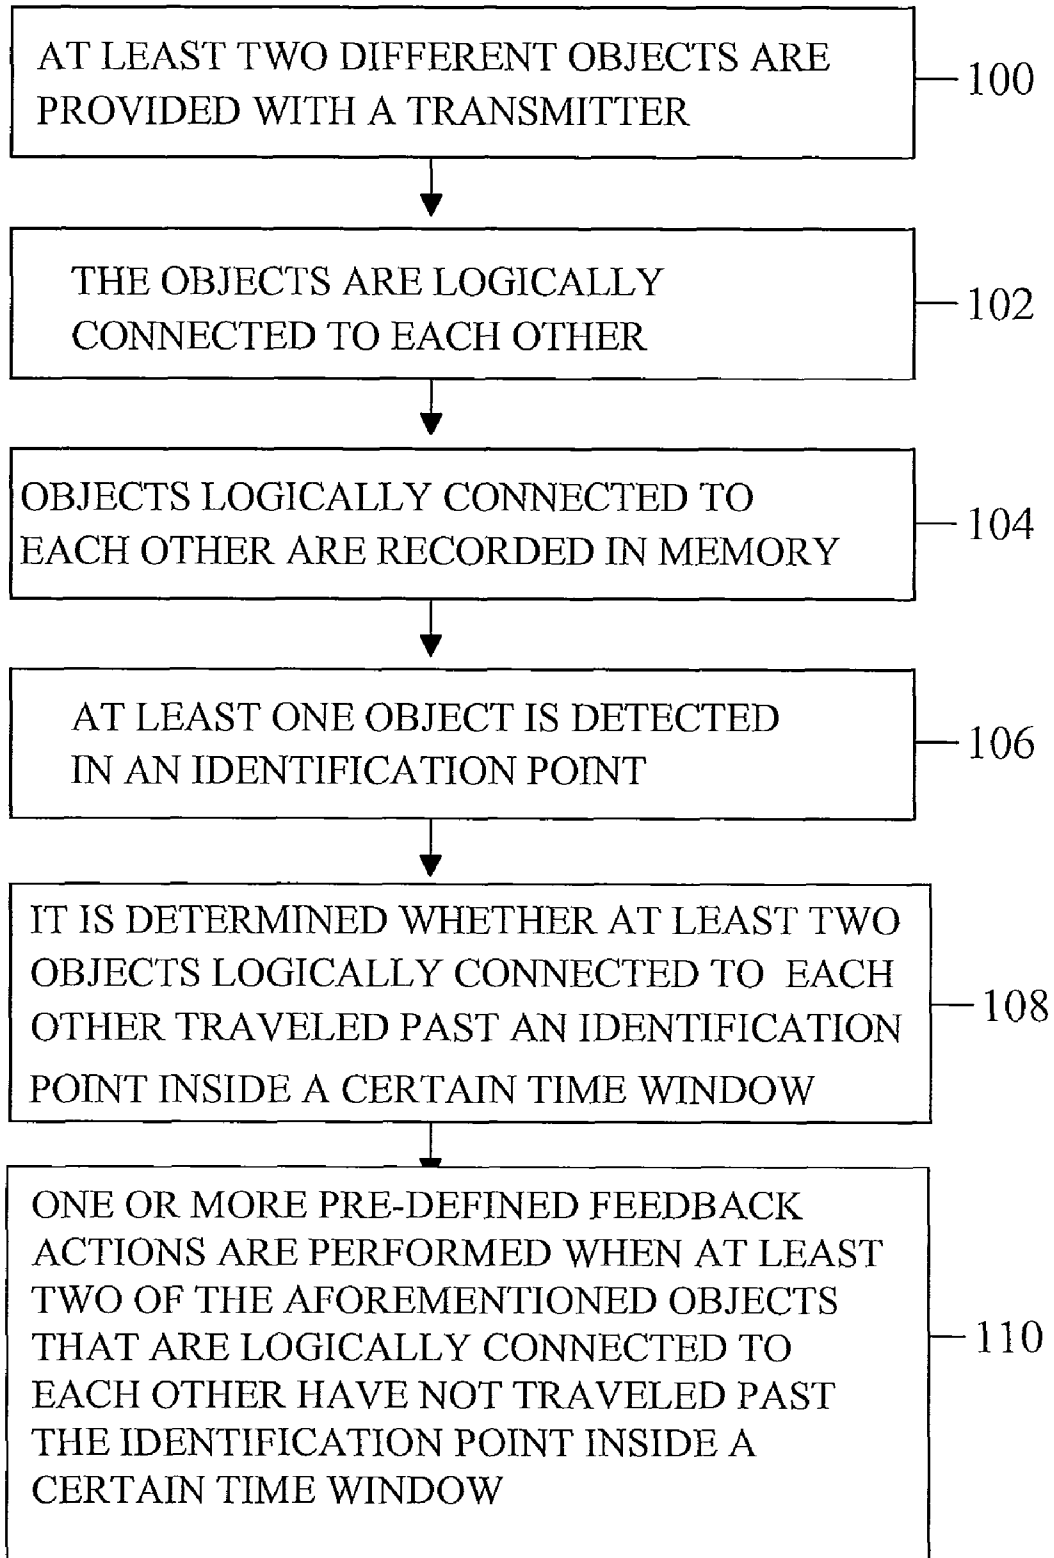 AT LEAST TWO DIFFERENT OBJECTS ARE
PROVIDED WITH A TRANSMITTER
100
THE OBJECTS ARE LOGICALLY
CONNECTED TO EACH OTHER
102
OBJECTS LOGICALLY CONNECTED TO
EACH OTHER ARE RECORDED IN MEMORY
104
AT LEAST ONE OBJECT IS DETECTED
IN AN IDENTIFICATION POINT
106
IT IS DETERMINED WHETHER AT LEAST TWO
OBJECTS LOGICALLY CONNECTED TO EACH
OTHER TRAVELED PAST AN IDENTIFICATION
POINT INSIDE A CERTAIN TIME WINDOW
108
ONE OR MORE PRE-DEFINED FEEDBACK
ACTIONS ARE PERFORMED WHEN AT LEAST
TWO OF THE AFOREMENTIONED OBJECTS
THAT ARE LOGICALLY CONNECTED TO
EACH OTHER HAVE NOT TRAVELED PAST
THE IDENTIFICATION POINT INSIDE A
CERTAIN TIME WINDOW
110